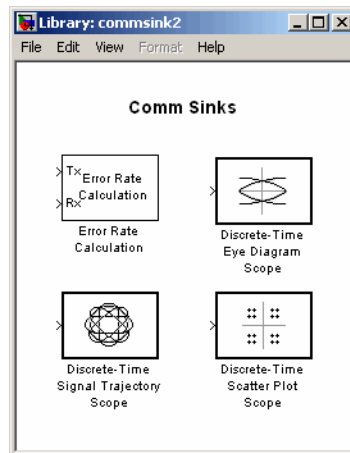 Library: commsink2
File Edit View Format Help
Comm Sinks
Tx
Rx
Error Rate
Calculation
Error Rate
Calculation
Discrete-Time
Eye Diagram
Scope
Discrete-Time
Signal Trajectory
Scope
Discrete-Time
Scatter Plot
Scope